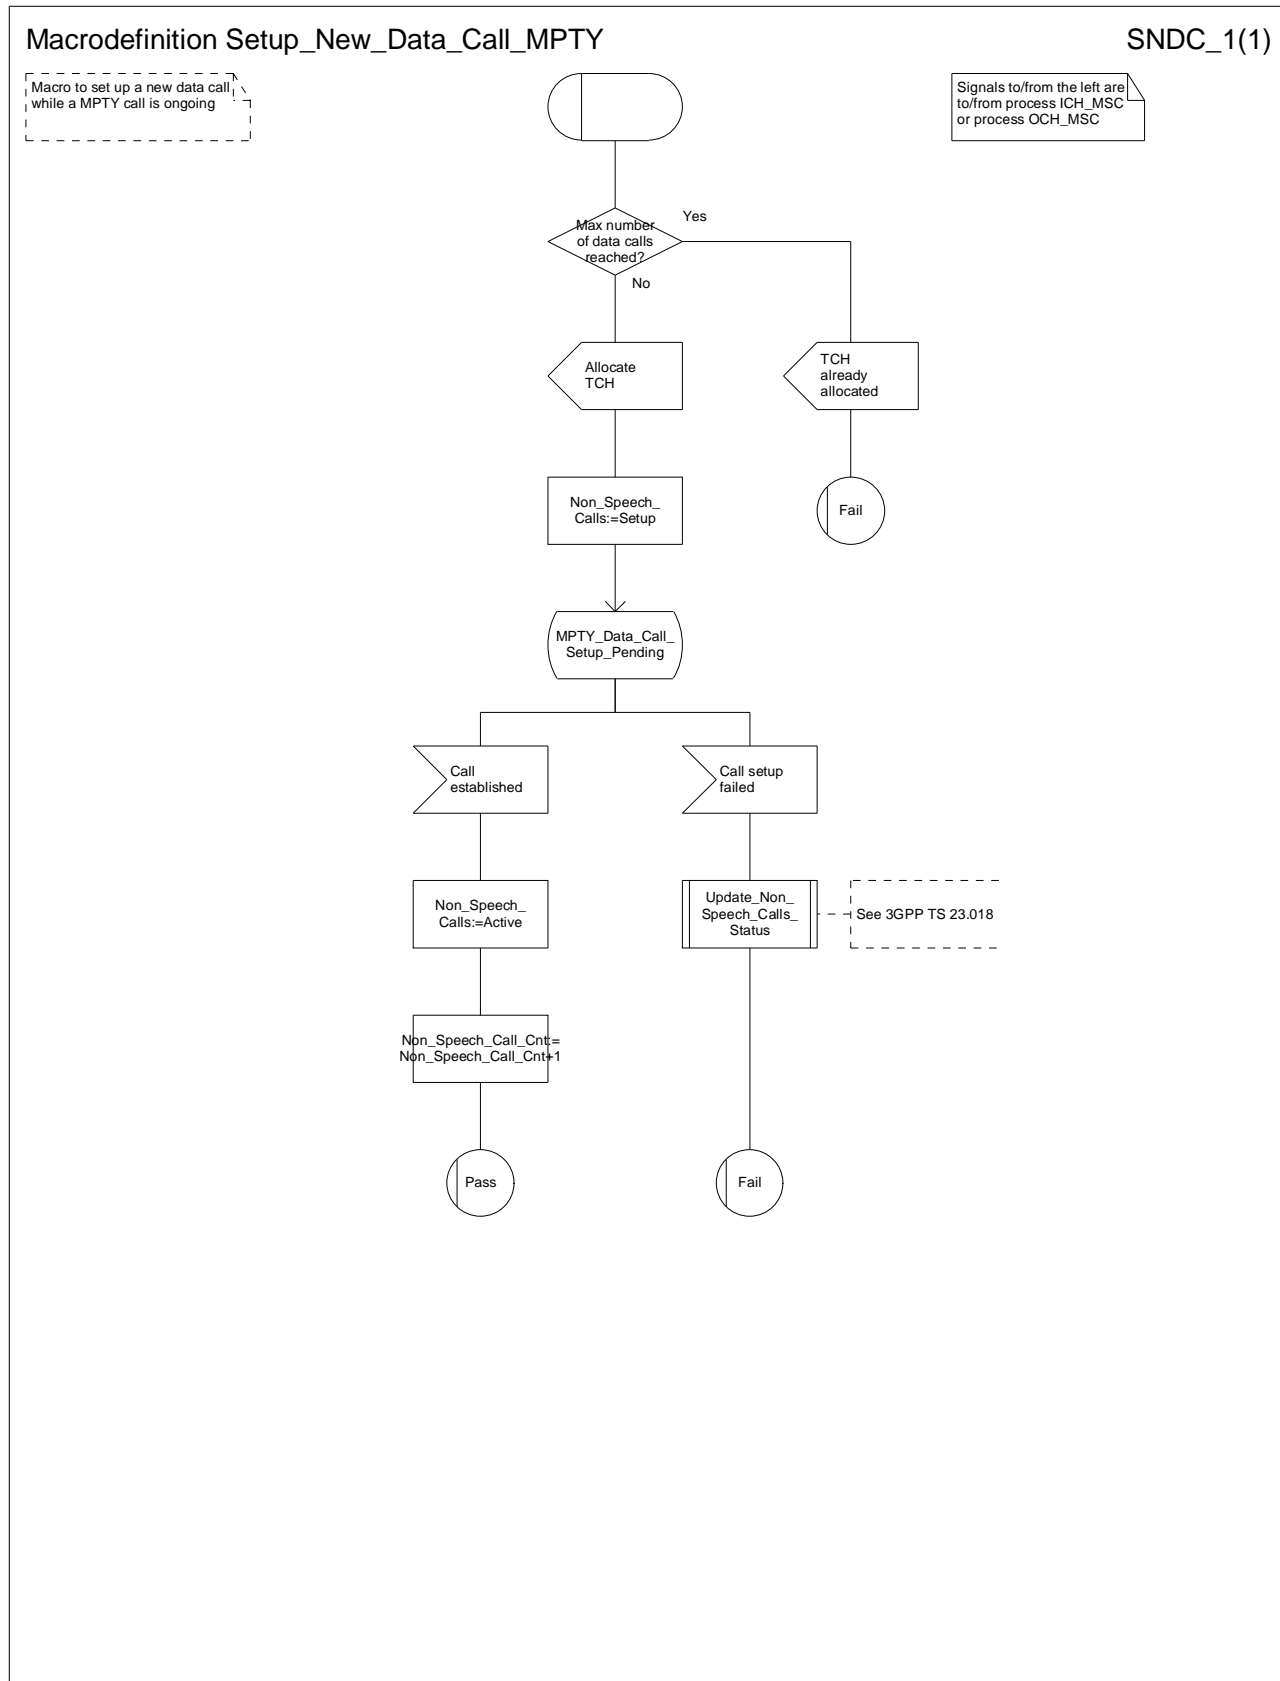 Macrodefinition Setup_New_Data_Call_MPTY
SNDC_1(1)
Macro to set up a new data call
while a MPTY call is ongoing
Signals to/from the left are
to/from process ICH_MSC
or process OCH_MSC
Max number
of data calls
reached?
Yes
No
Allocate
TCH
TCH
already
allocated
Non_Speech_
Calls:=Setup
Fail
MPTY_Data_Call_
Setup_Pending
Call
established
Call setup
failed
Non_Speech_
Calls:=Active
Update_Non_
Speech_Calls_
Status
See 3GPP TS 23.018
Non_Speech_Call_Cnt:=
Non_Speech_Call_Cnt+1
Pass
Fail